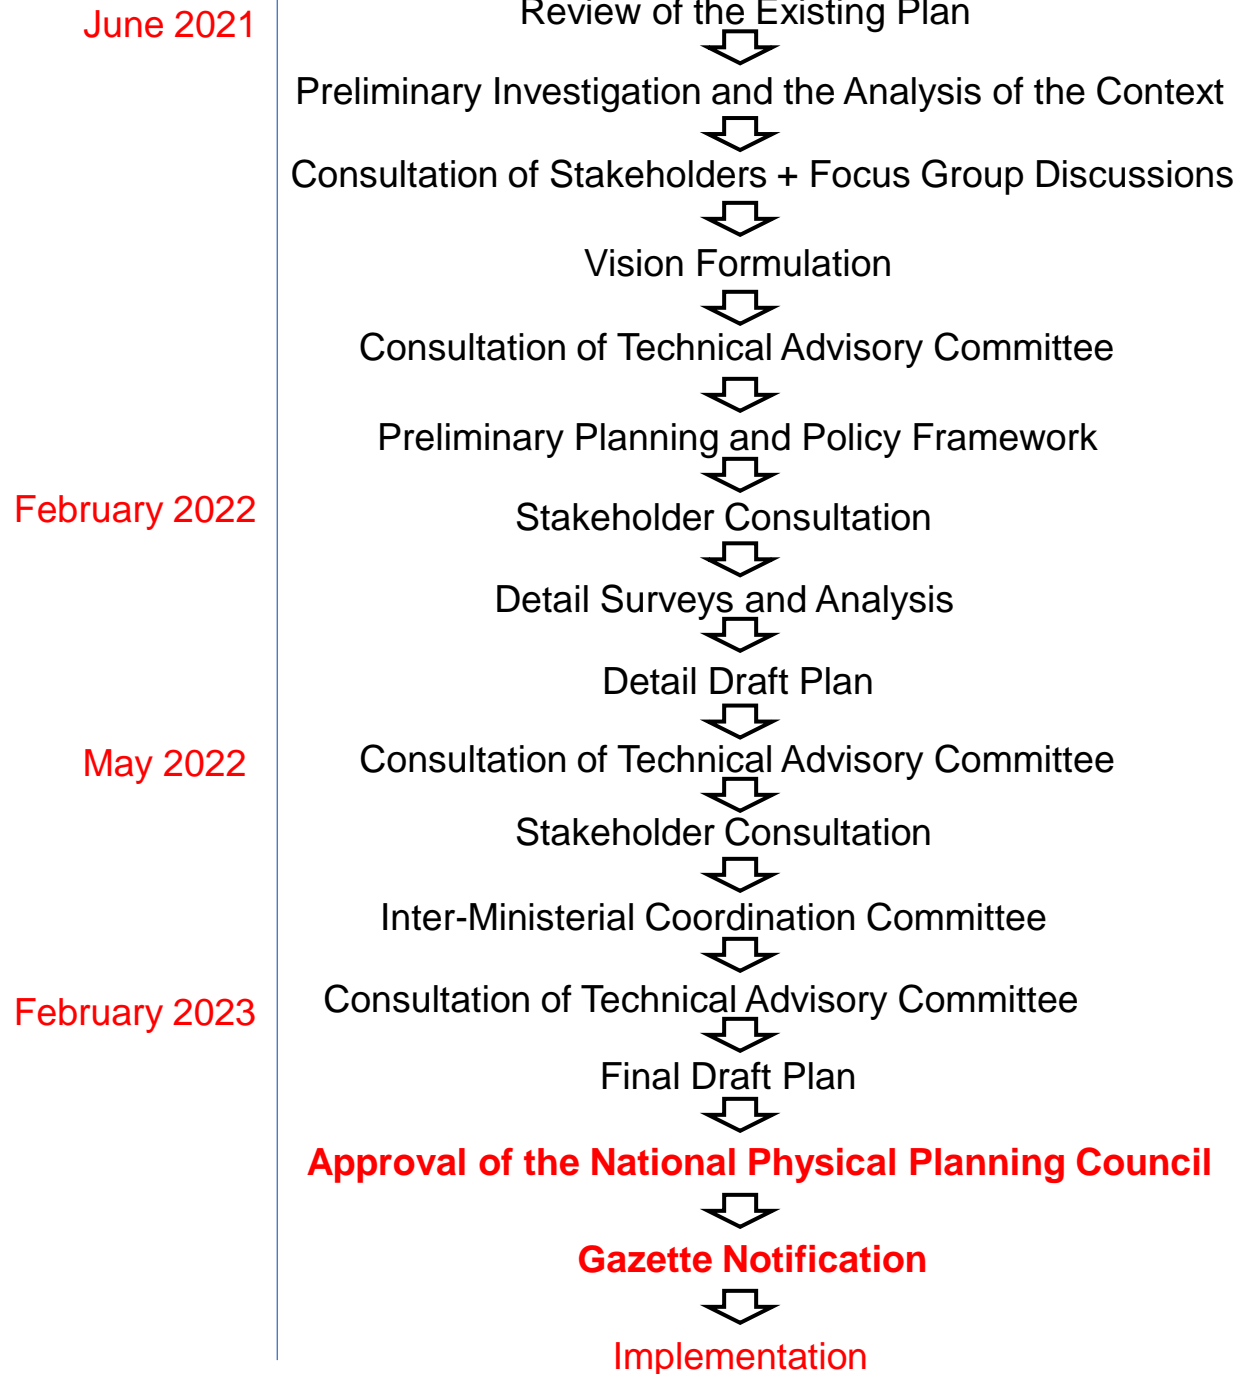 June 2021
Review of the Existing Plan
Preliminary Investigation and the Analysis of the Context
Consultation of Stakeholders + Focus Group Discussions
Vision Formulation
Consultation of Technical Advisory Committee
Preliminary Planning and Policy Framework
February 2022
Stakeholder Consultation
Detail Surveys and Analysis
Detail Draft Plan
May 2022
Consultation of Technical Advisory Committee
Stakeholder Consultation
Inter-Ministerial Coordination Committee
February 2023
Consultation of Technical Advisory Committee
Final Draft Plan
Approval of the National Physical Planning Council
Gazette Notification
Implementation